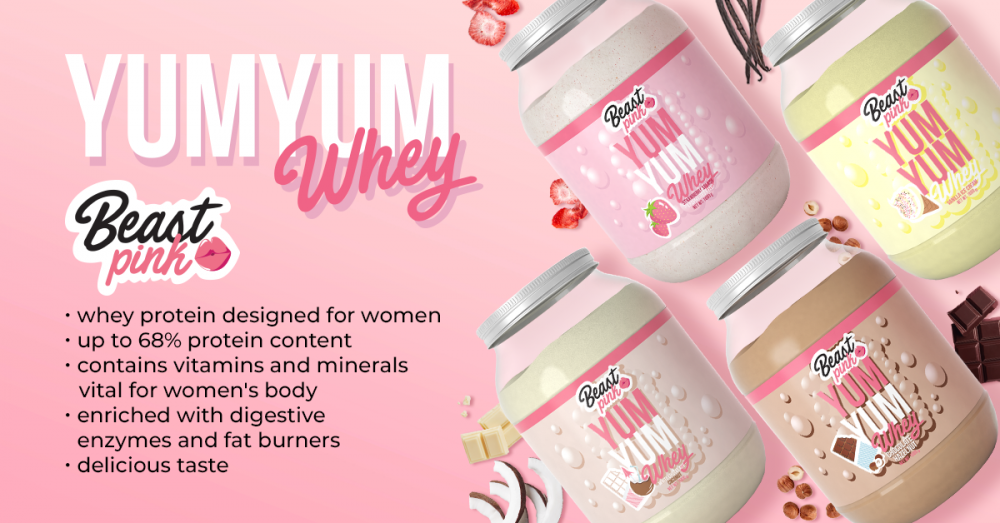 YUMYUM
Whey
Beast
pink
• whey protein designed for women
• up to 68% protein content
• contains vitamins and minerals
vital for women's body
• enriched with digestive
enzymes and fat burners
• delicious taste
Beast
pink
YUM
YUM
Whey
Beast
pink
YUM
YUM
Whey
Beast
pink
YUM
YUM
Whey
Beast
pink
YUM
YUM
Whey